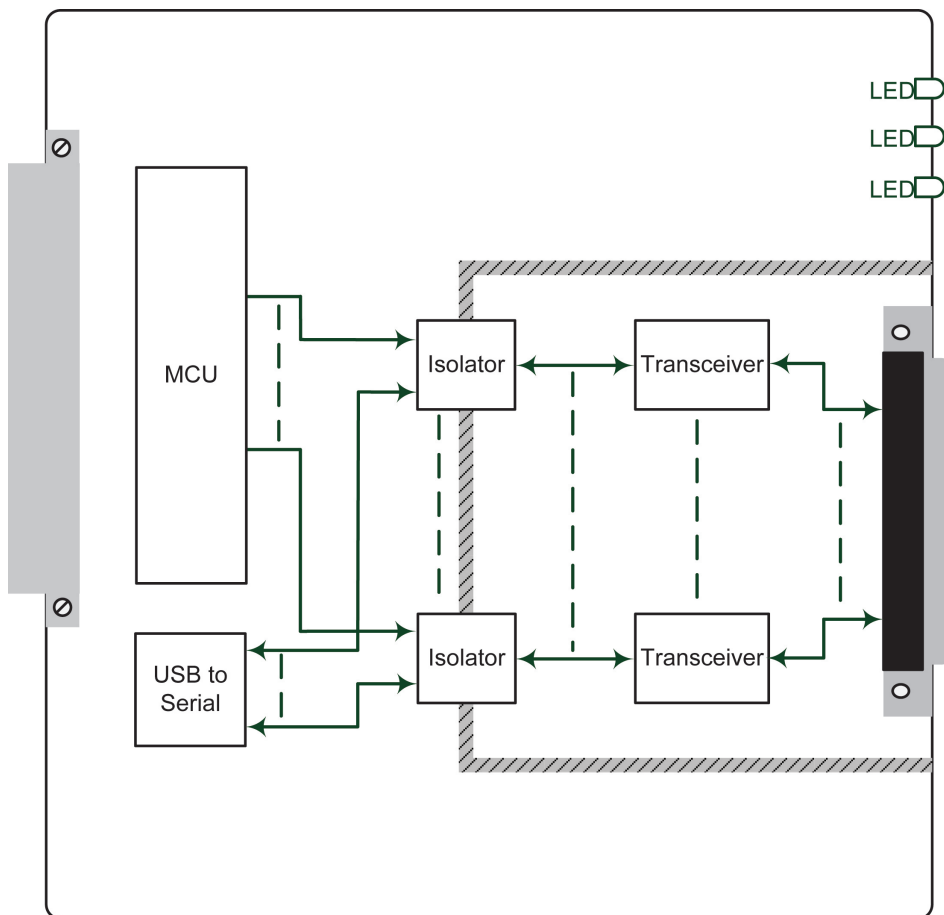 LED
LED
LED
MCU
Isolator
Transceiver
Isolator
Transceiver
USB to
Serial